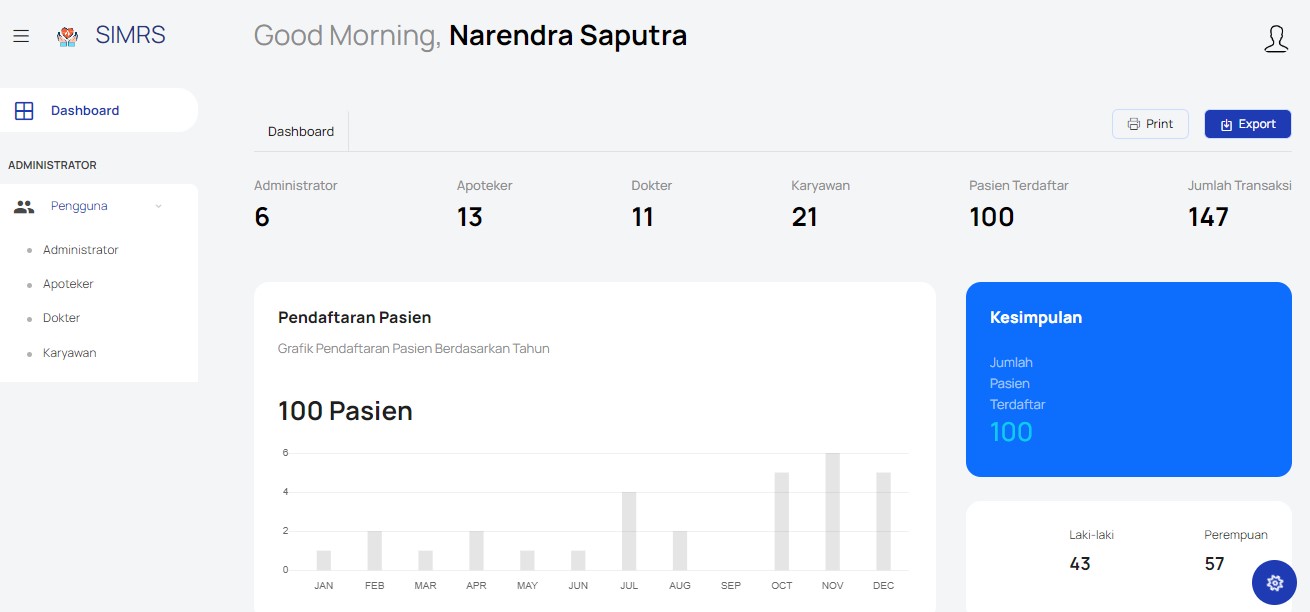 SIMRS
Good Morning, Narendra Saputra
Dashboard
ADMINISTRATOR
Pengguna
Administrator
Apoteker
Dokter
Karyawan
Dashboard
Print
Export
Administrator
6
Apoteker
13
Dokter
11
Karyawan
21
Pasien Terdaftar
100
Jumlah Transaksi
147
Pendaftaran Pasien
Grafik Pendaftaran Pasien Berdasarkan Tahun
100 Pasien
6
4
2
0
JAN FEB MAR APR MAY JUN JUL AUG SEP OCT NOV DEC
Kesimpulan
Jumlah
Pasien
Terdaftar
100
Laki-laki
43
Perempuan
57